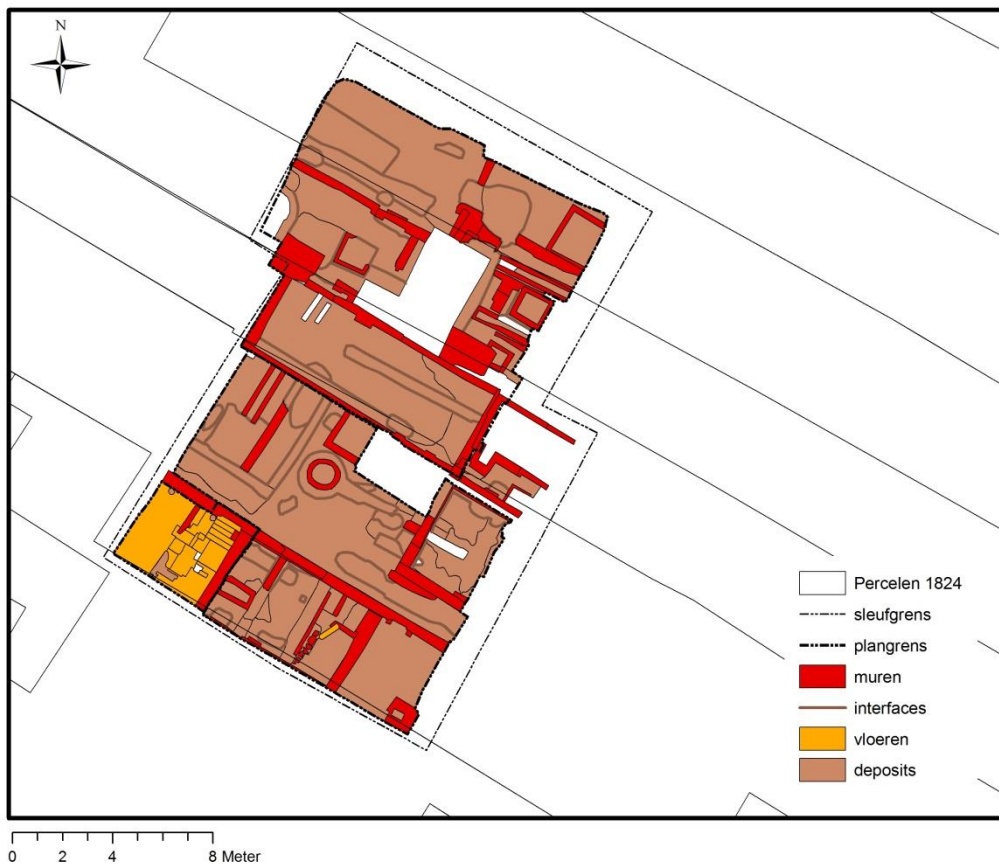 N
Percelen 1824
sleufgrens
plangrens
muren
interfaces
vloeren
deposits
0 2 4 8 Meter